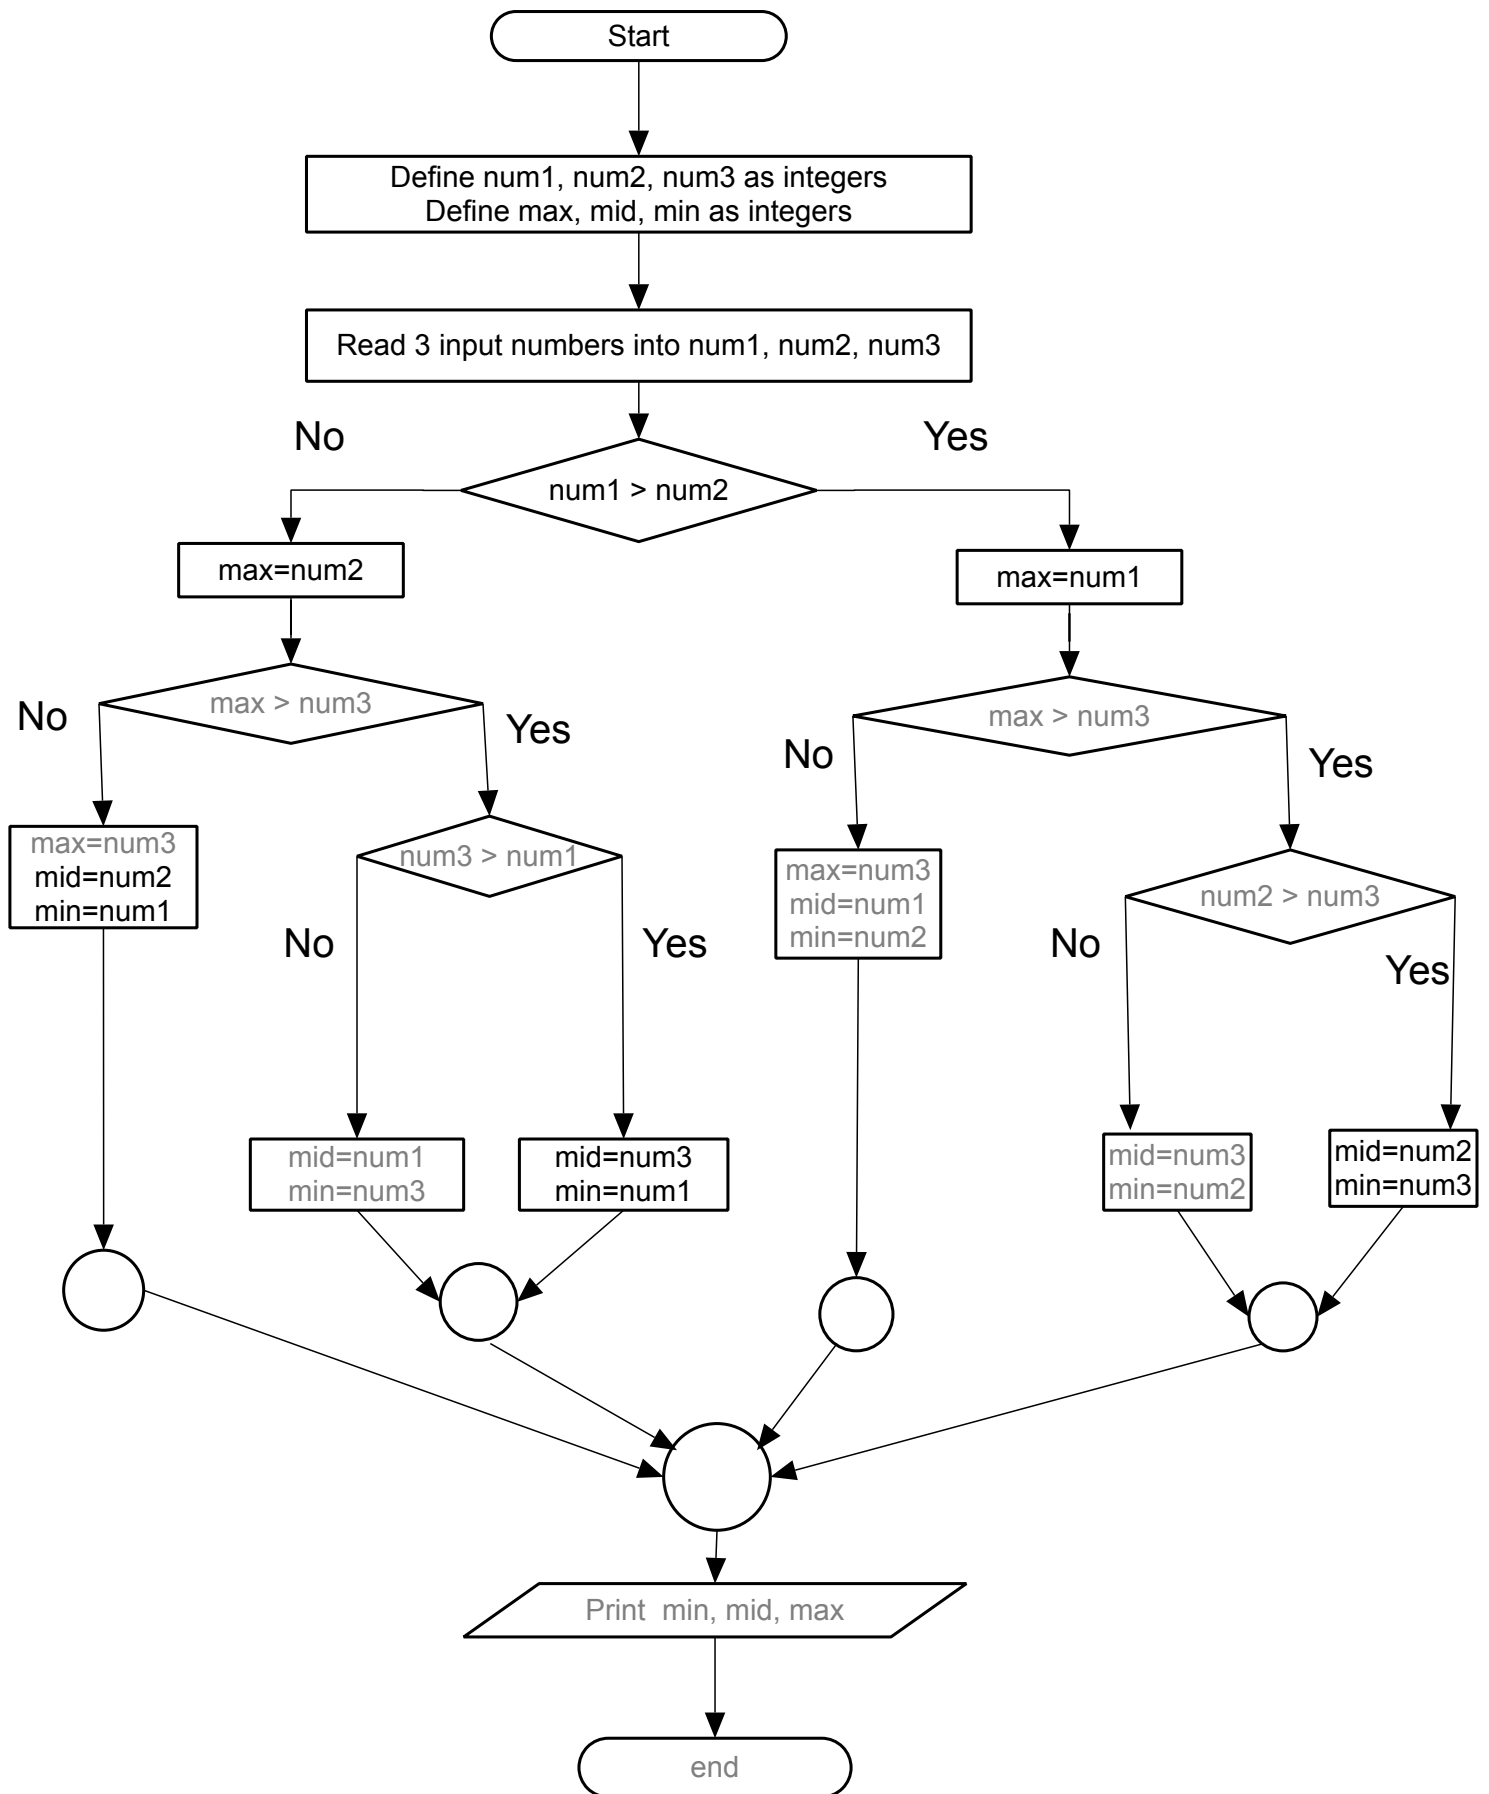 Start
Define num1, num2, num3 as integers
Define max, mid, min as integers
Read 3 input numbers into num1, num2, num3
No
Yes
num1 > num2
max=num2
max=num1
max > num3
max > num3
No
Yes
No
Yes
max=num3
mid=num2
min=num1
num3 > num1
max=num3
mid=num1
min=num2
num2 > num3
No
Yes
No
Yes
mid=num1
min=num3
mid=num3
min=num1
mid=num3
min=num2
mid=num2
min=num3
Print  min, mid, max
end